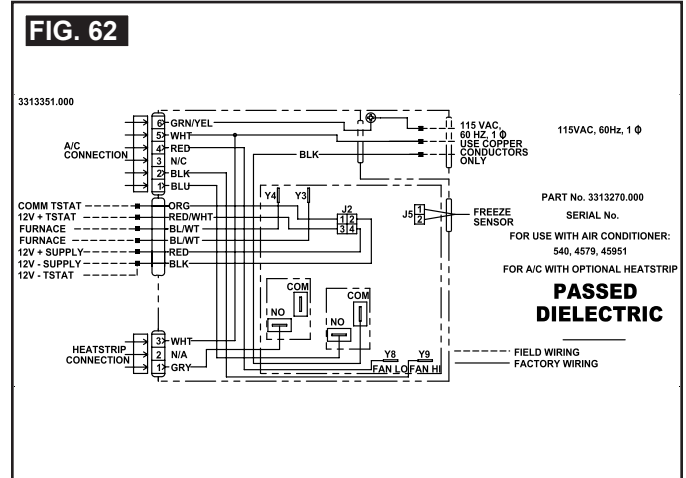 FIG. 62
3313351.000
A/C
CONNECTION
6 GRN/YEL
5 WHT
4 RED
3 N/C
2 BLK
1 BLU
BLK
115 VAC,
60 HZ, 1 Φ
USE COPPER
CONDUCTORS
ONLY
115VAC, 60Hz, 1 Φ
COMM TSTAT
12V + TSTAT
FURNACE
FURNACE
12V + SUPPLY
12V - SUPPLY
12V - TSTAT
ORG
RED/WHT
BL/WT
BL/WT
RED
BLK
Y4 Y3
J2
1 2
3 4
J5 1
2
FREEZE
SENSOR
PART No. 3313270.000
SERIAL No.
FOR USE WITH AIR CONDITIONER:
540, 4579, 45951
FOR A/C WITH OPTIONAL HEATSTRIP
PASSED
DIELECTRIC
COM
NO
COM
NO
HEATSTRIP
CONNECTION
3 WHT
2 N/A
1 GRY
Y8 Y9
FAN LO FAN HI
FIELD WIRING
FACTORY WIRING